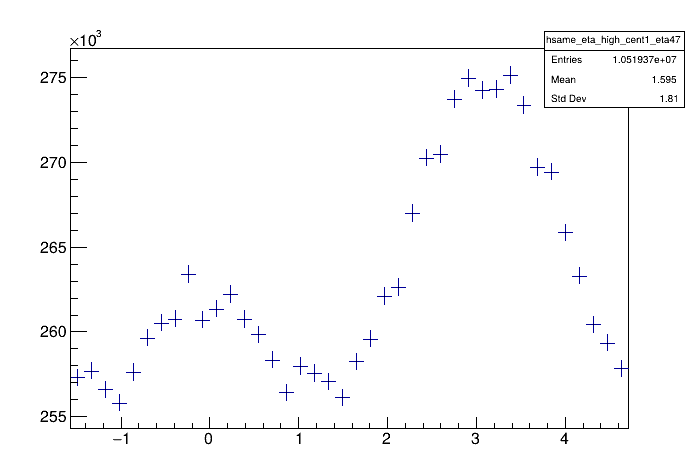 ×10³
hsame_eta_high_cent1_eta47
Entries 1.051937e+07
Mean 1.595
Std Dev 1.81
275
270
265
260
255
−1 0 1 2 3 4